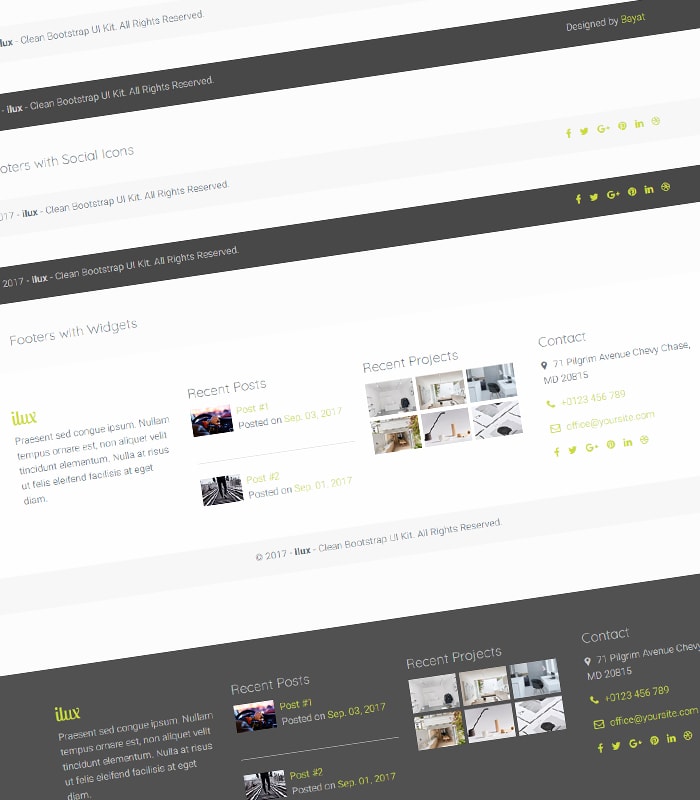 ilux - Clean Bootstrap UI Kit. All Rights Reserved.
Designed by Bayat
- ilux - Clean Bootstrap UI Kit. All Rights Reserved.
oters with Social Icons
017 - ilux - Clean Bootstrap UI Kit. All Rights Reserved.
2017 - ilux - Clean Bootstrap UI Kit. All Rights Reserved.
Footers with Widgets
ilux
Praesent sed congue ipsum. Nullam
tempus ornare est, non aliquet velit
tincidunt elementum. Nulla at risus
ut felis eleifend facilisis at eget
diam.
Recent Posts
Post #1
Posted on Sep. 03, 2017
Post #2
Posted on Sep. 01, 2017
Recent Projects
Contact
71 Pilgrim Avenue Chevy Chase,
MD 20815
+0123 456 789
office@yoursite.com
© 2017 - ilux - Clean Bootstrap UI Kit. All Rights Reserved.
ilux
Praesent sed congue ipsum. Nullam
tempus ornare est, non aliquet velit
tincidunt elementum. Nulla at risus
ut felis eleifend facilisis at eget
diam.
Recent Posts
Post #1
Posted on Sep. 03, 2017
Post #2
Posted on Sep. 01, 2017
Recent Projects
Contact
71 Pilgrim Avenue Chevy
MD 20815
+0123 456 789
office@yoursite.com